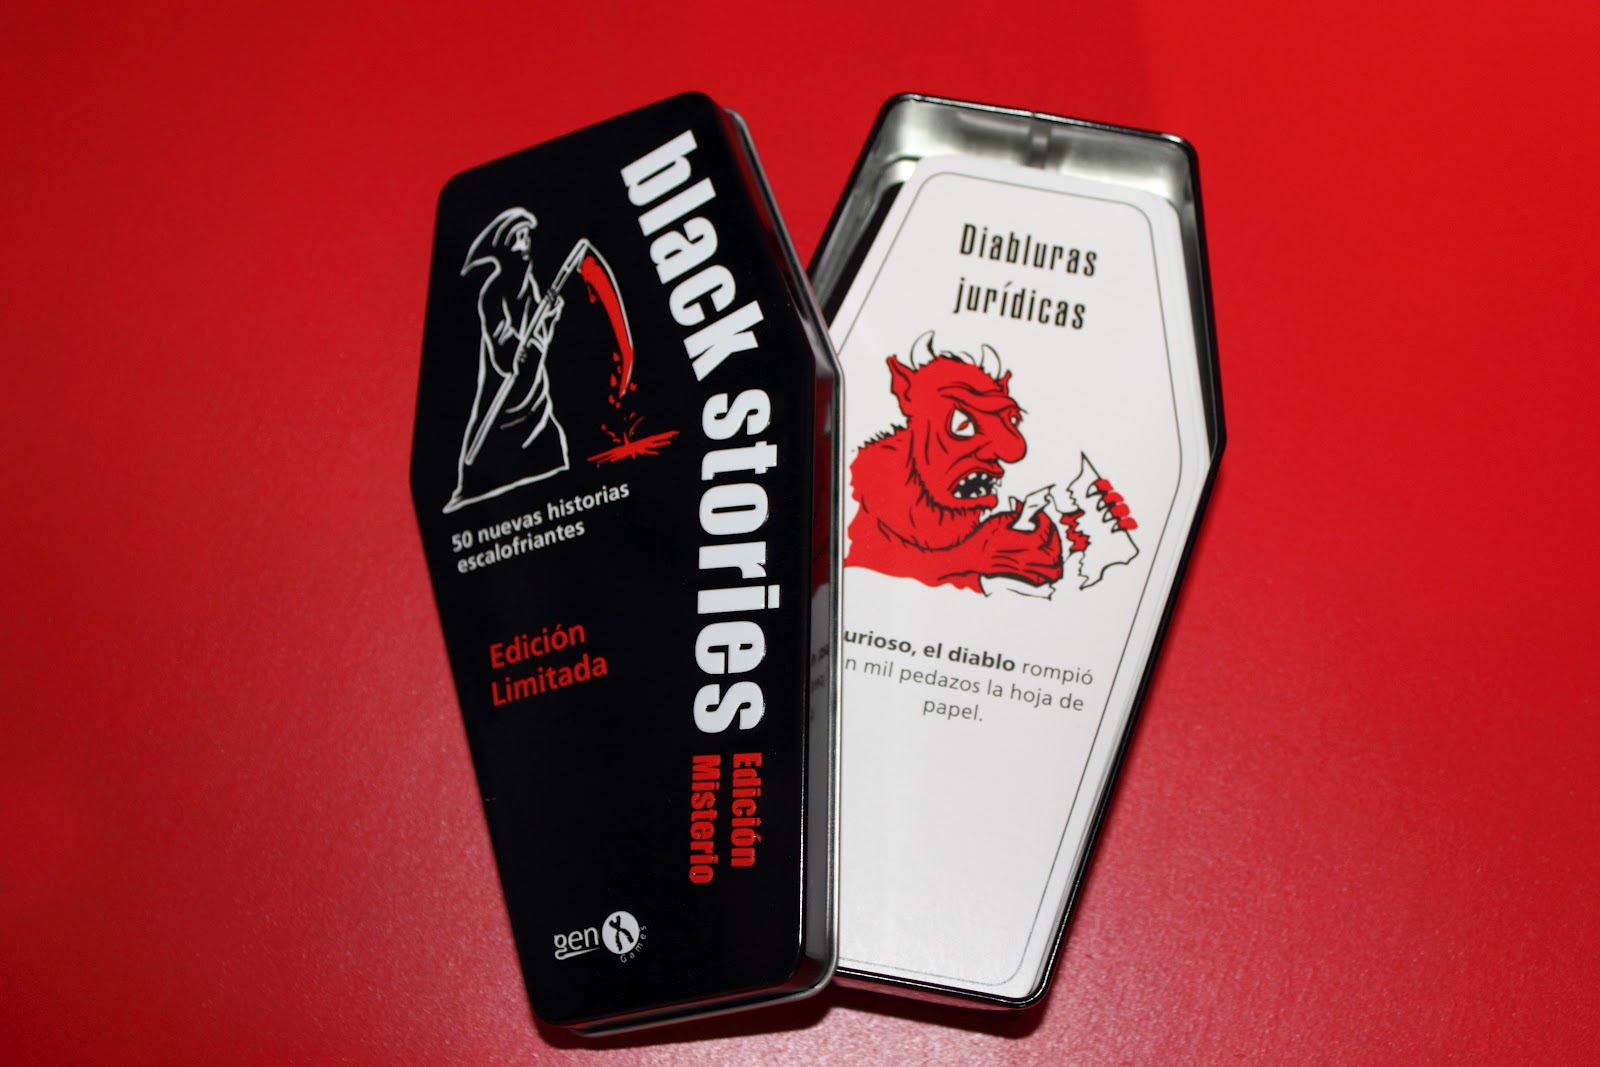 black stories
Edición
Misterio
50 nuevas historias
escalofriantes
Edición
Limitada
gen X
Games
Diabluras
jurídicas
urioso, el diablo rompió
n mil pedazos la hoja de
papel.